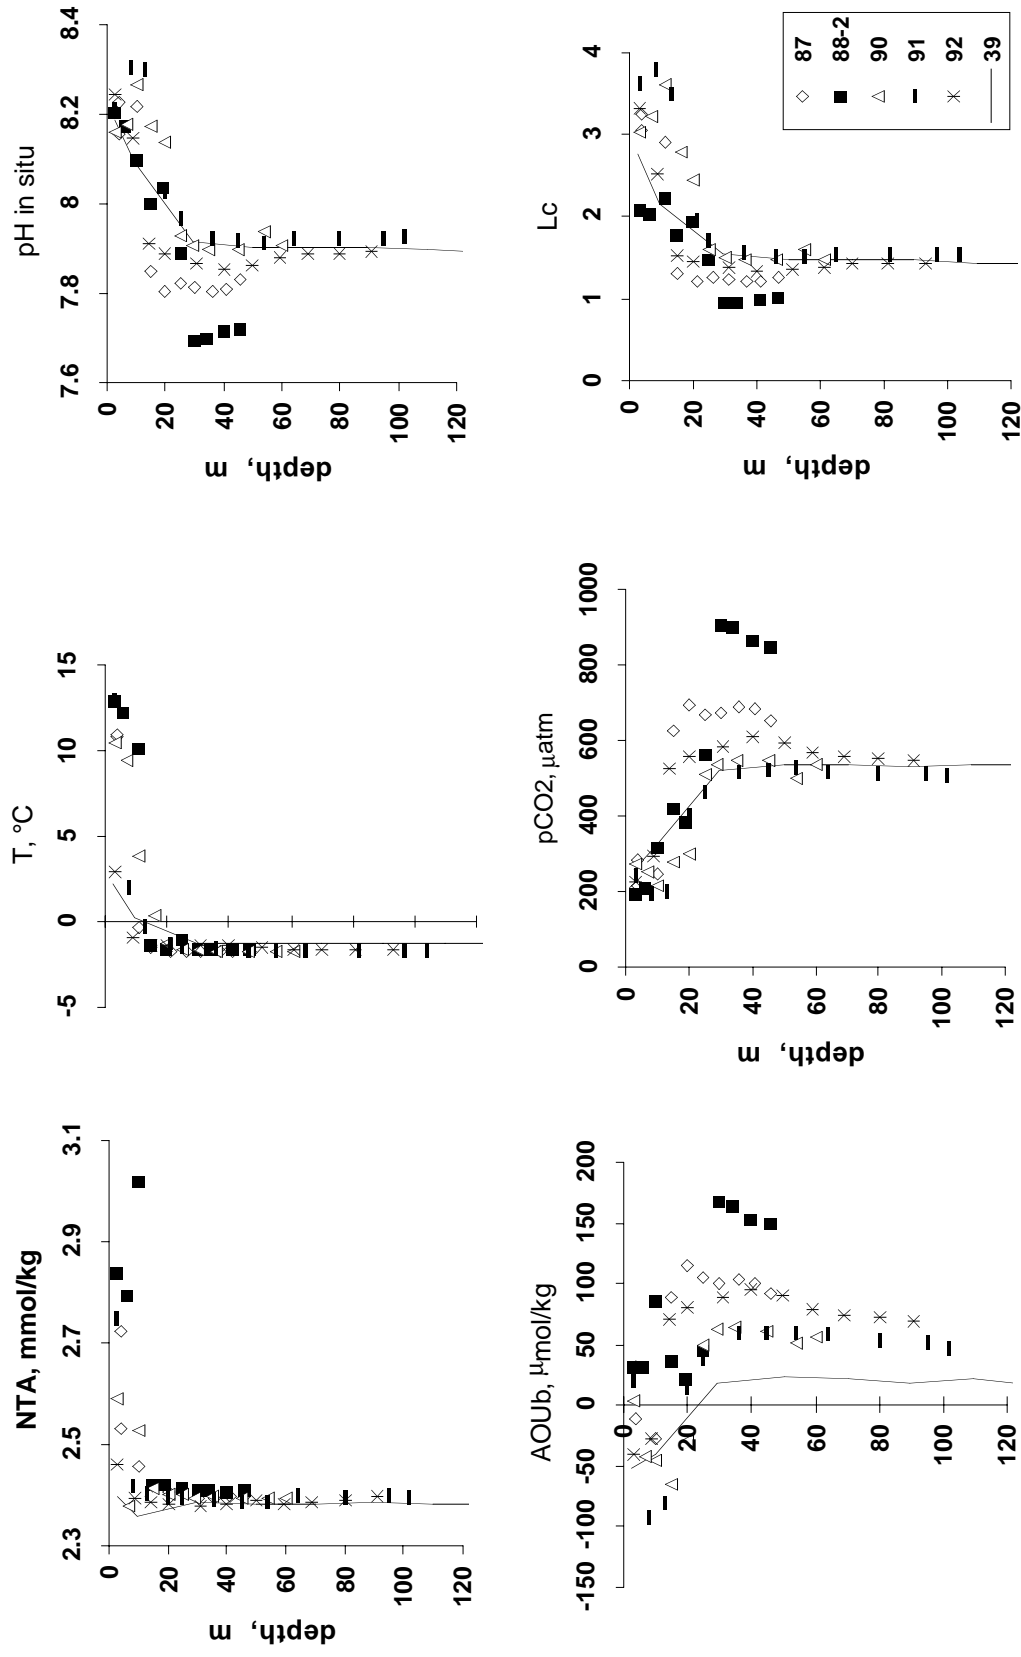 NTA, mmol/kg
2.3 2.5 2.7 2.9 3.1
0
20
40
60
80
100
120
depth, m
T, °C
-5 0 5 10 15
pH in situ
7.6 7.8 8 8.2 8.4
0
20
40
60
80
100
120
depth, m
AOUb, µmol/kg
-150 -100 -50 0 50 100 150 200
0
20
40
60
80
100
120
pCO2, µatm
0 200 400 600 800 1000
0
20
40
60
80
100
120
depth, m
Lc
0 1 2 3 4
0
20
40
60
80
100
120
depth, m
87
88-2
90
91
92
39